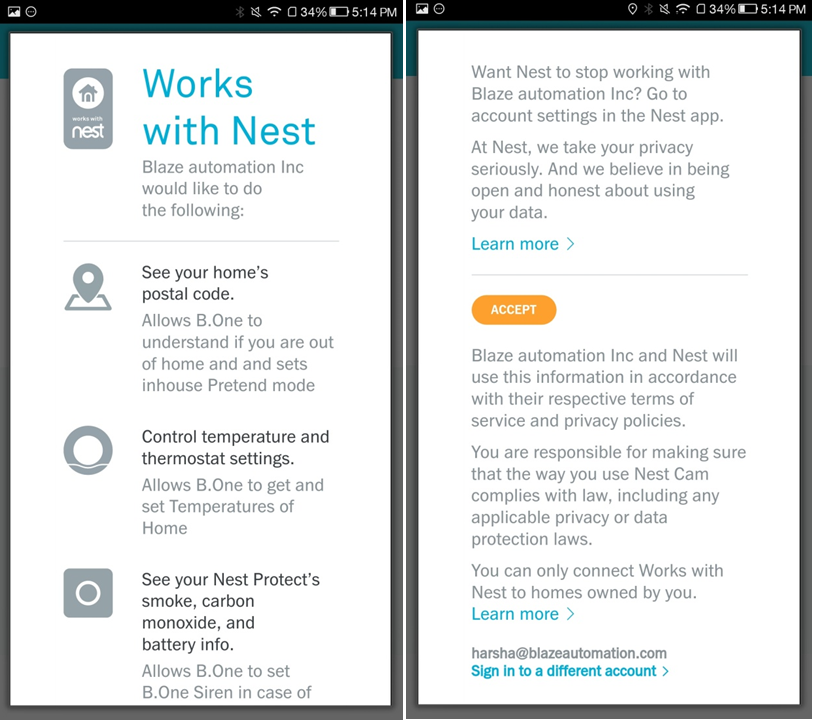 34% 5:14 PM
works with
nest
Works
with Nest
Blaze automation Inc
would like to do
the following:
See your home's
postal code.
Allows B.One to
understand if you are out
of home and and sets
inhouse Pretend mode
Control temperature and
thermostat settings.
Allows B.One to get and
set Temperatures of
Home
See your Nest Protect's
smoke, carbon
monoxide, and
battery info.
Allows B.One to set
B.One Siren in case of
34% 5:14 PM
Want Nest to stop working with
Blaze automation Inc? Go to
account settings in the Nest app.
At Nest, we take your privacy
seriously. And we believe in being
open and honest about using
your data.
Learn more >
ACCEPT
Blaze automation Inc and Nest will
use this information in accordance
with their respective terms of
service and privacy policies.
You are responsible for making sure
that the way you use Nest Cam
complies with law, including any
applicable privacy or data
protection laws.
You can only connect Works with
Nest to homes owned by you.
Learn more >
harsha@blazeautomation.com
Sign in to a different account >